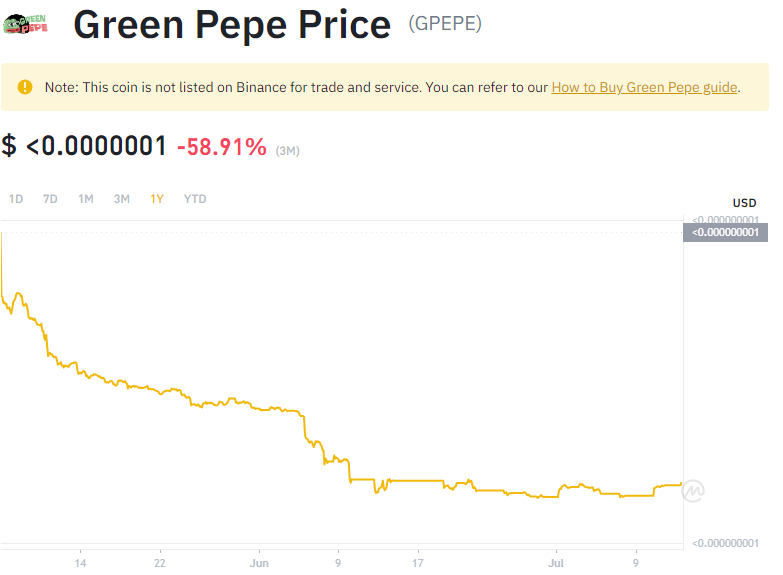 GREEN
PEPE
Green Pepe Price (GPEPE)
Note: This coin is not listed on Binance for trade and service. You can refer to our How to Buy Green Pepe guide.
$ <0.0000001 -58.91% (3M)
1D 7D 1M 3M 1Y YTD
USD
<0.000000001
<0.000000001
<0.000000001
14 22 Jun 9 17 Jul 9